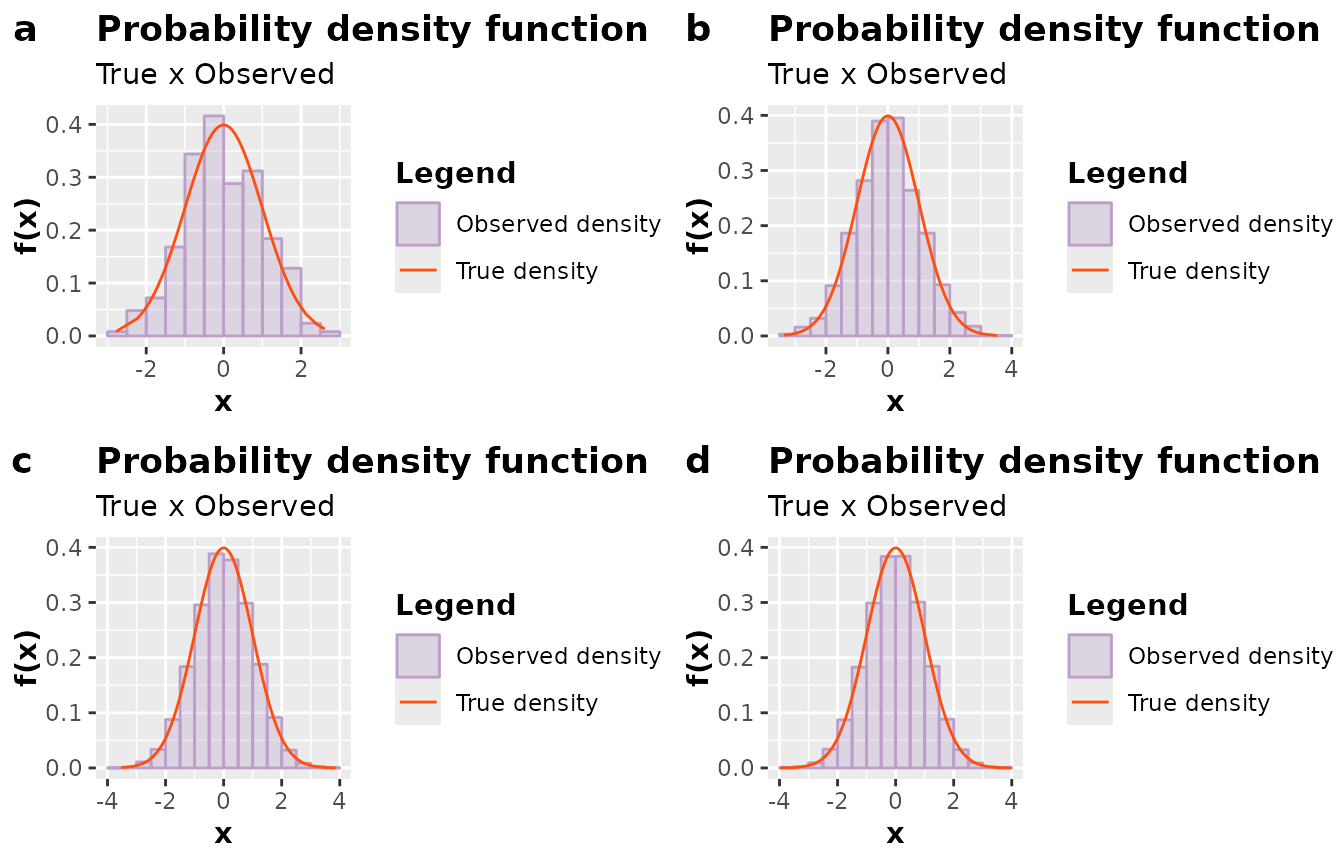 a
Probability density function
True x Observed
f(x)
0.4
0.3
0.2
0.1
0.0
-2 0 2
x
Legend
Observed density
True density
b
Probability density function
True x Observed
f(x)
0.4
0.3
0.2
0.1
0.0
-2 0 2 4
x
Legend
Observed density
True density
c
Probability density function
True x Observed
f(x)
0.4
0.3
0.2
0.1
0.0
-4 -2 0 2 4
x
Legend
Observed density
True density
d
Probability density function
True x Observed
f(x)
0.4
0.3
0.2
0.1
0.0
-4 -2 0 2 4
x
Legend
Observed density
True density